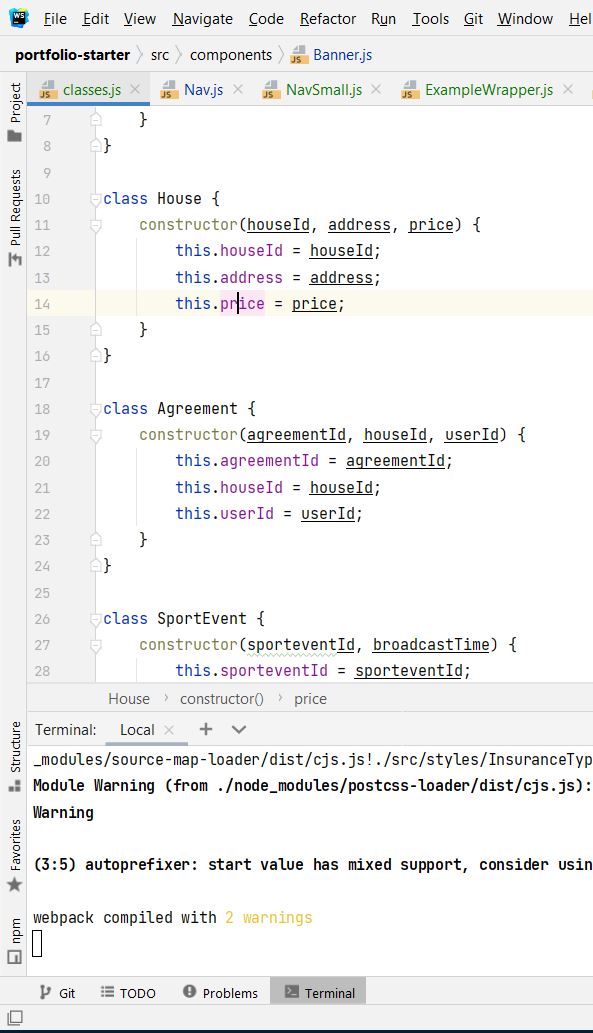 WS File Edit View Navigate Code Refactor Run Tools Git Window Hel
portfolio-starter src components JS Banner.js
Project
Pull Requests
Structure
Favorites
npm
JS classes.js JS Nav.js JS NavSmall.js JS ExampleWrapper.js
7 }
8 }
9
10 class House {
11 constructor(houseId, address, price) {
12 this.houseId = houseId;
13 this.address = address;
14 this.price = price;
15 }
16 }
17
18 class Agreement {
19 constructor(agreementId, houseId, userId) {
20 this.agreementId = agreementId;
21 this.houseId = houseId;
22 this.userId = userId;
23 }
24 }
25
26 class SportEvent {
27 constructor(sporteventId, broadcastTime) {
28 this.sporteventId = sporteventId;
House › constructor() › price
Terminal: Local
_modules/source-map-loader/dist/cjs.js!./src/styles/InsuranceTyp
Module Warning (from ./node_modules/postcss-loader/dist/cjs.js):
Warning
(3:5) autoprefixer: start value has mixed support, consider usin
webpack compiled with 2 warnings
Git TODO Problems Terminal